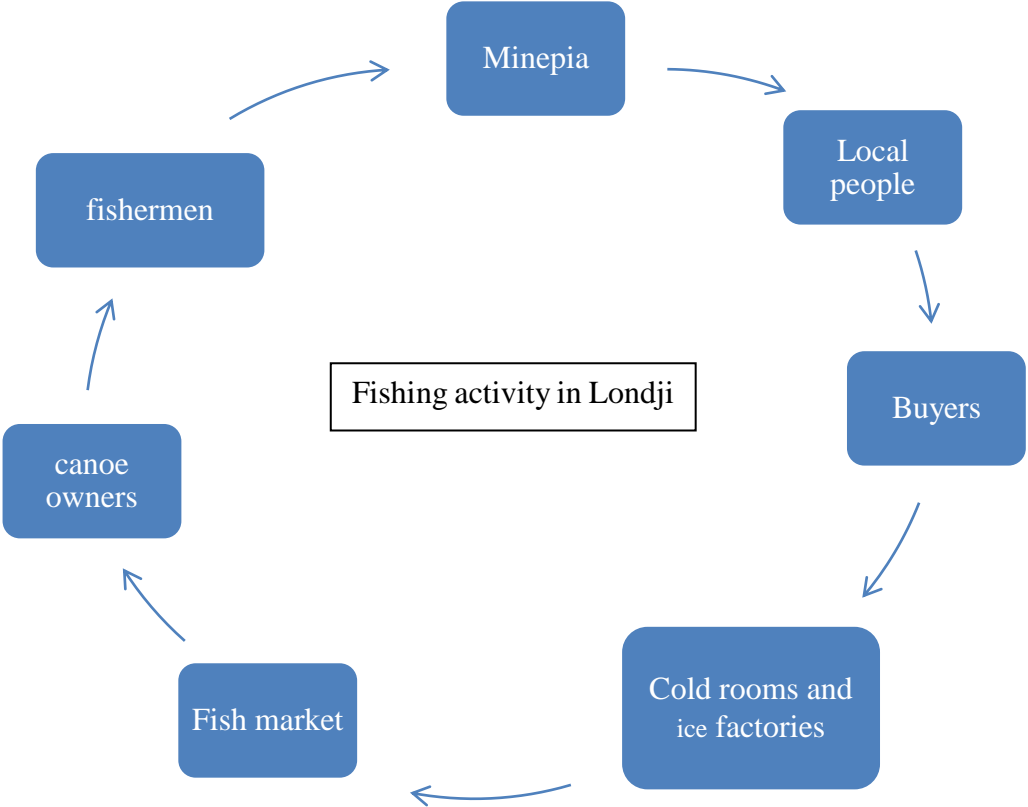 Minepia
Local
people
Buyers
Cold rooms and
ice factories
Fish market
canoe
owners
fishermen
Fishing activity in Londji